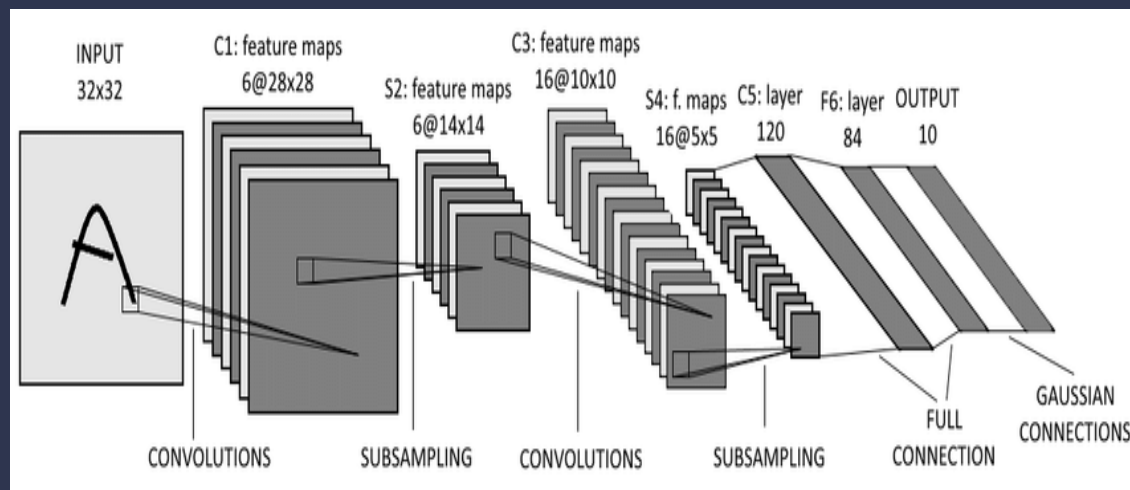 INPUT
32x32
C1: feature maps
6@28x28
S2: feature maps
6@14x14
C3: feature maps
16@10x10
S4: f. maps
16@5x5
C5: layer
120
F6: layer
84
OUTPUT
10
CONVOLUTIONS
SUBSAMPLING
CONVOLUTIONS
SUBSAMPLING
FULL
CONNECTION
GAUSSIAN
CONNECTIONS